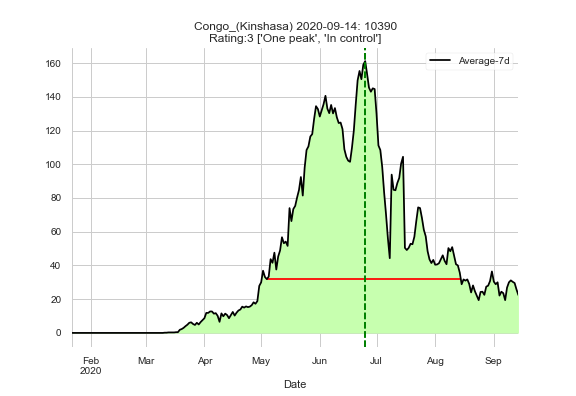 Congo_(Kinshasa) 2020-09-14: 10390
Rating:3 ['One peak', 'In control']
Average-7d
160
140
120
100
80
60
40
20
0
Feb Mar Apr May Jun Jul Aug Sep
2020
Date